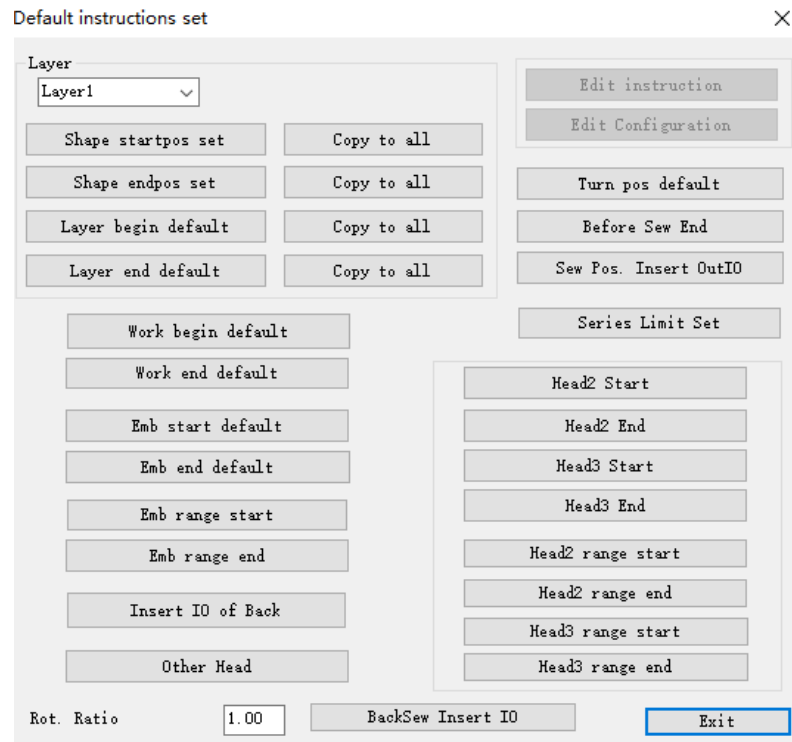 Default instructions set
Layer
Layer1
Shape startpos set
Copy to all
Shape endpos set
Copy to all
Layer begin default
Copy to all
Layer end default
Copy to all
Edit instruction
Edit Configuration
Turn pos default
Before Sew End
Sew Pos. Insert OutIO
Series Limit Set
Work begin default
Work end default
Emb start default
Emb end default
Emb range start
Emb range end
Insert IO of Back
Other Head
Head2 Start
Head2 End
Head3 Start
Head3 End
Head2 range start
Head2 range end
Head3 range start
Head3 range end
Rot. Ratio
1.00
BackSew Insert IO
Exit